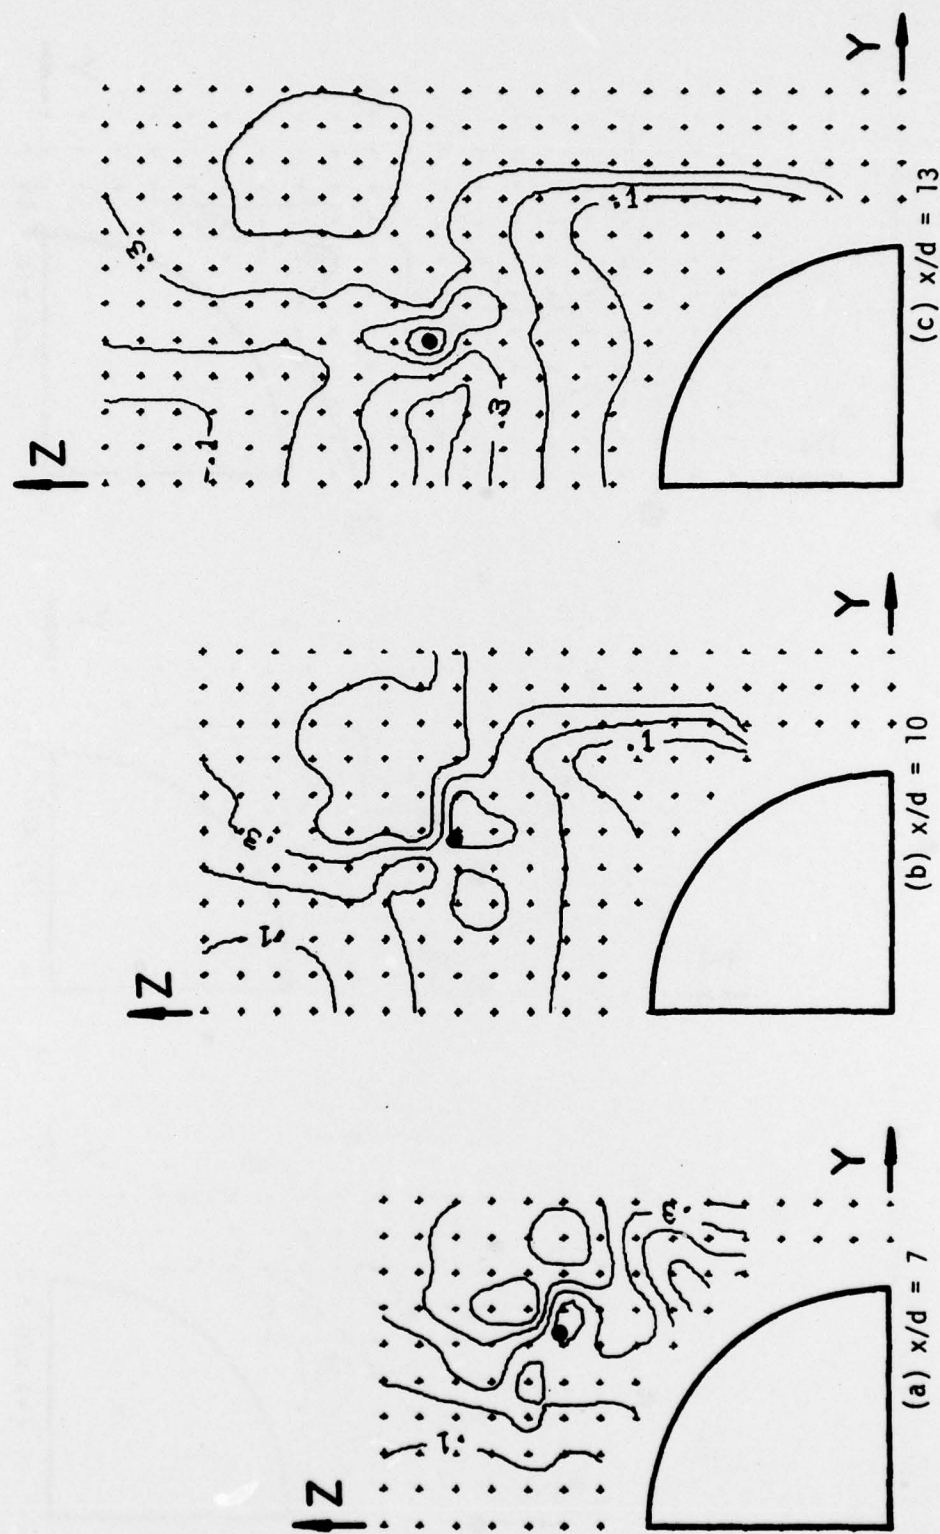 Z
.1
.3
Y
(a) x/d = 7
Z
.1
.3
.1
Y
(b) x/d = 10
Z
.1
.3
.3
.1
Y
(c) x/d = 13